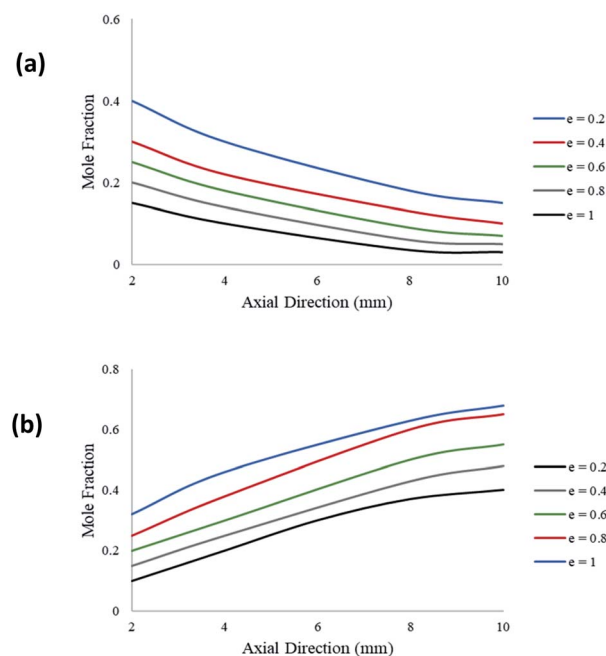 (a)
0.6
0.4
0.2
0
Mole Fraction
2 4 6 8 10
Axial Direction (mm)
e = 0.2
e = 0.4
e = 0.6
e = 0.8
e = 1
(b)
0.8
0.6
0.4
0.2
0
Mole Fraction
2 4 6 8 10
Axial Direction (mm)
e = 0.2
e = 0.4
e = 0.6
e = 0.8
e = 1